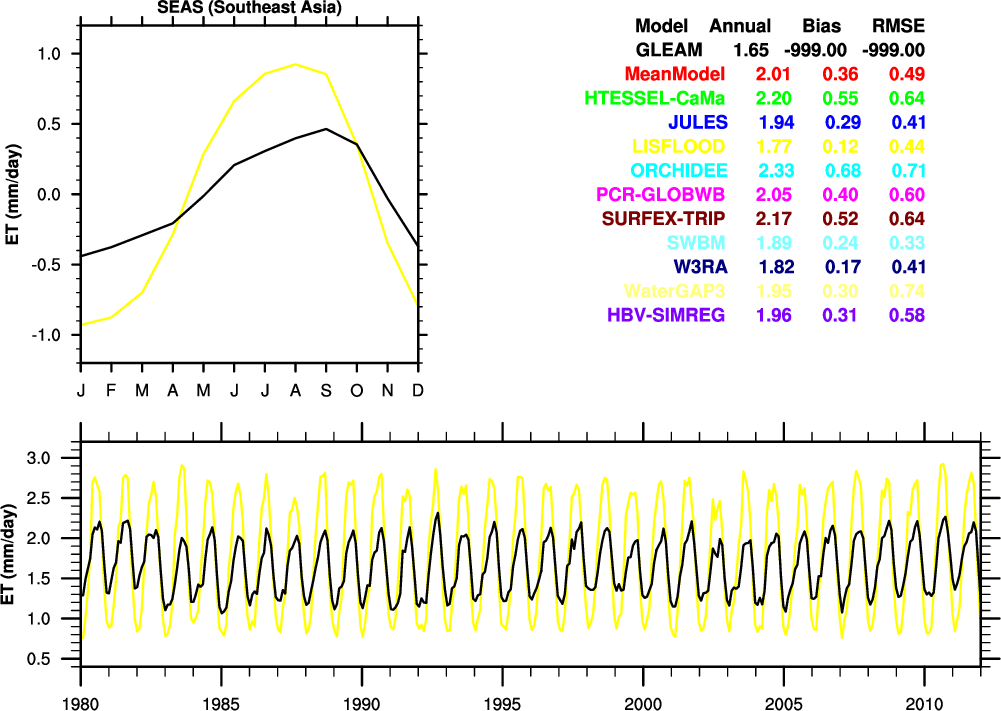 SEAS (Southeast Asia)
1.0
0.5
0.0
-0.5
-1.0
ET (mm/day)
J F M A M J J A S O N D
Model Annual Bias RMSE
GLEAM 1.65 -999.00 -999.00
MeanModel 2.01 0.36 0.49
HTESSEL-CaMa 2.20 0.55 0.64
JULES 1.94 0.29 0.41
LISFLOOD 1.77 0.12 0.44
ORCHIDEE 2.33 0.68 0.71
PCR-GLOBWB 2.05 0.40 0.60
SURFEX-TRIP 2.17 0.52 0.64
SWBM 1.89 0.24 0.33
W3RA 1.82 0.17 0.41
WaterGAP3 1.95 0.30 0.74
HBV-SIMREG 1.96 0.31 0.58
3.0
2.5
2.0
1.5
1.0
0.5
ET (mm/day)
1980 1985 1990 1995 2000 2005 2010